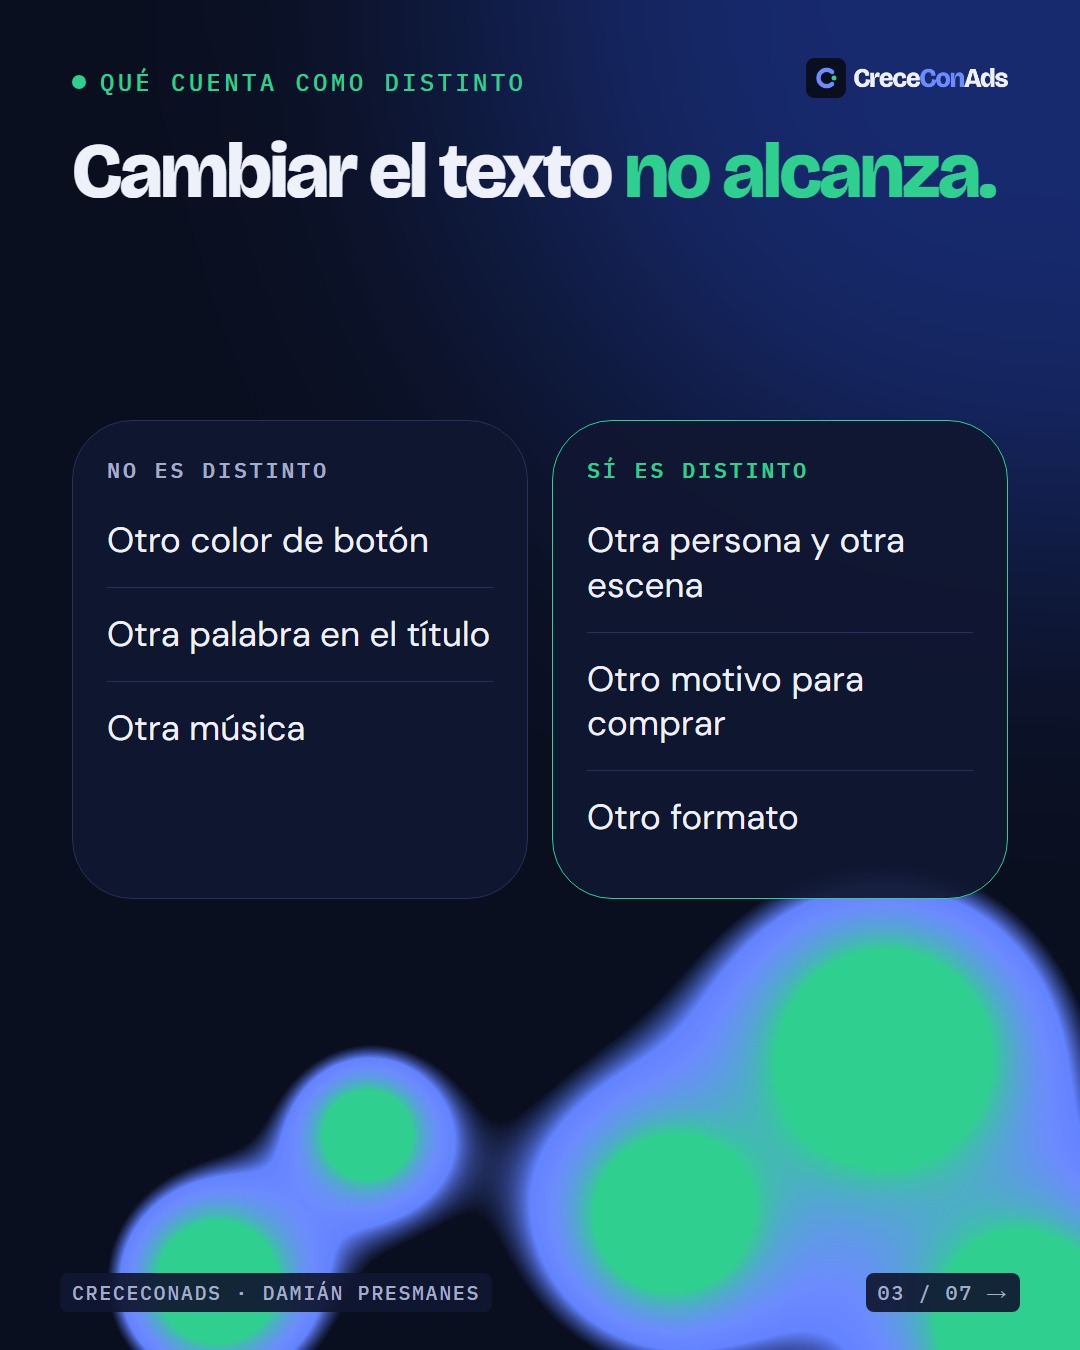 QUÉ CUENTA COMO DISTINTO
CreceConAds
Cambiar el texto no alcanza.
NO ES DISTINTO
Otro color de botón
Otra palabra en el título
Otra música
SÍ ES DISTINTO
Otra persona y otra
escena
Otro motivo para
comprar
Otro formato
CRECECONADS · DAMIÁN PRESMANES
03 / 07 →